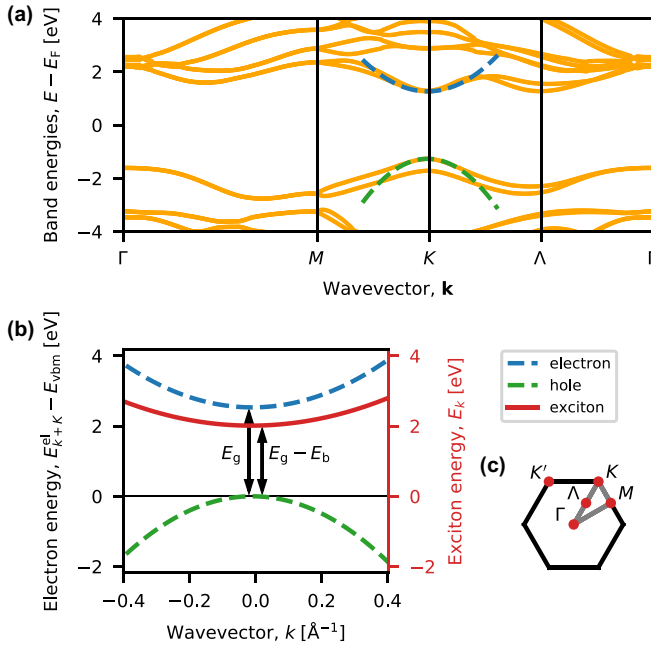 (a)
Band energies, E − E_F [eV]
4
2
0
−2
−4
Γ
M
K
Λ
Γ
Wavevector, k
(b)
Electron energy, E^el_{k+K} − E_vbm [eV]
4
2
0
−2
E_g
E_g − E_b
4
2
0
−2
Exciton energy, E_k [eV]
−0.4
−0.2
0.0
0.2
0.4
Wavevector, k [Å⁻¹]
electron
hole
exciton
(c)
K′
K
Λ
M
Γ